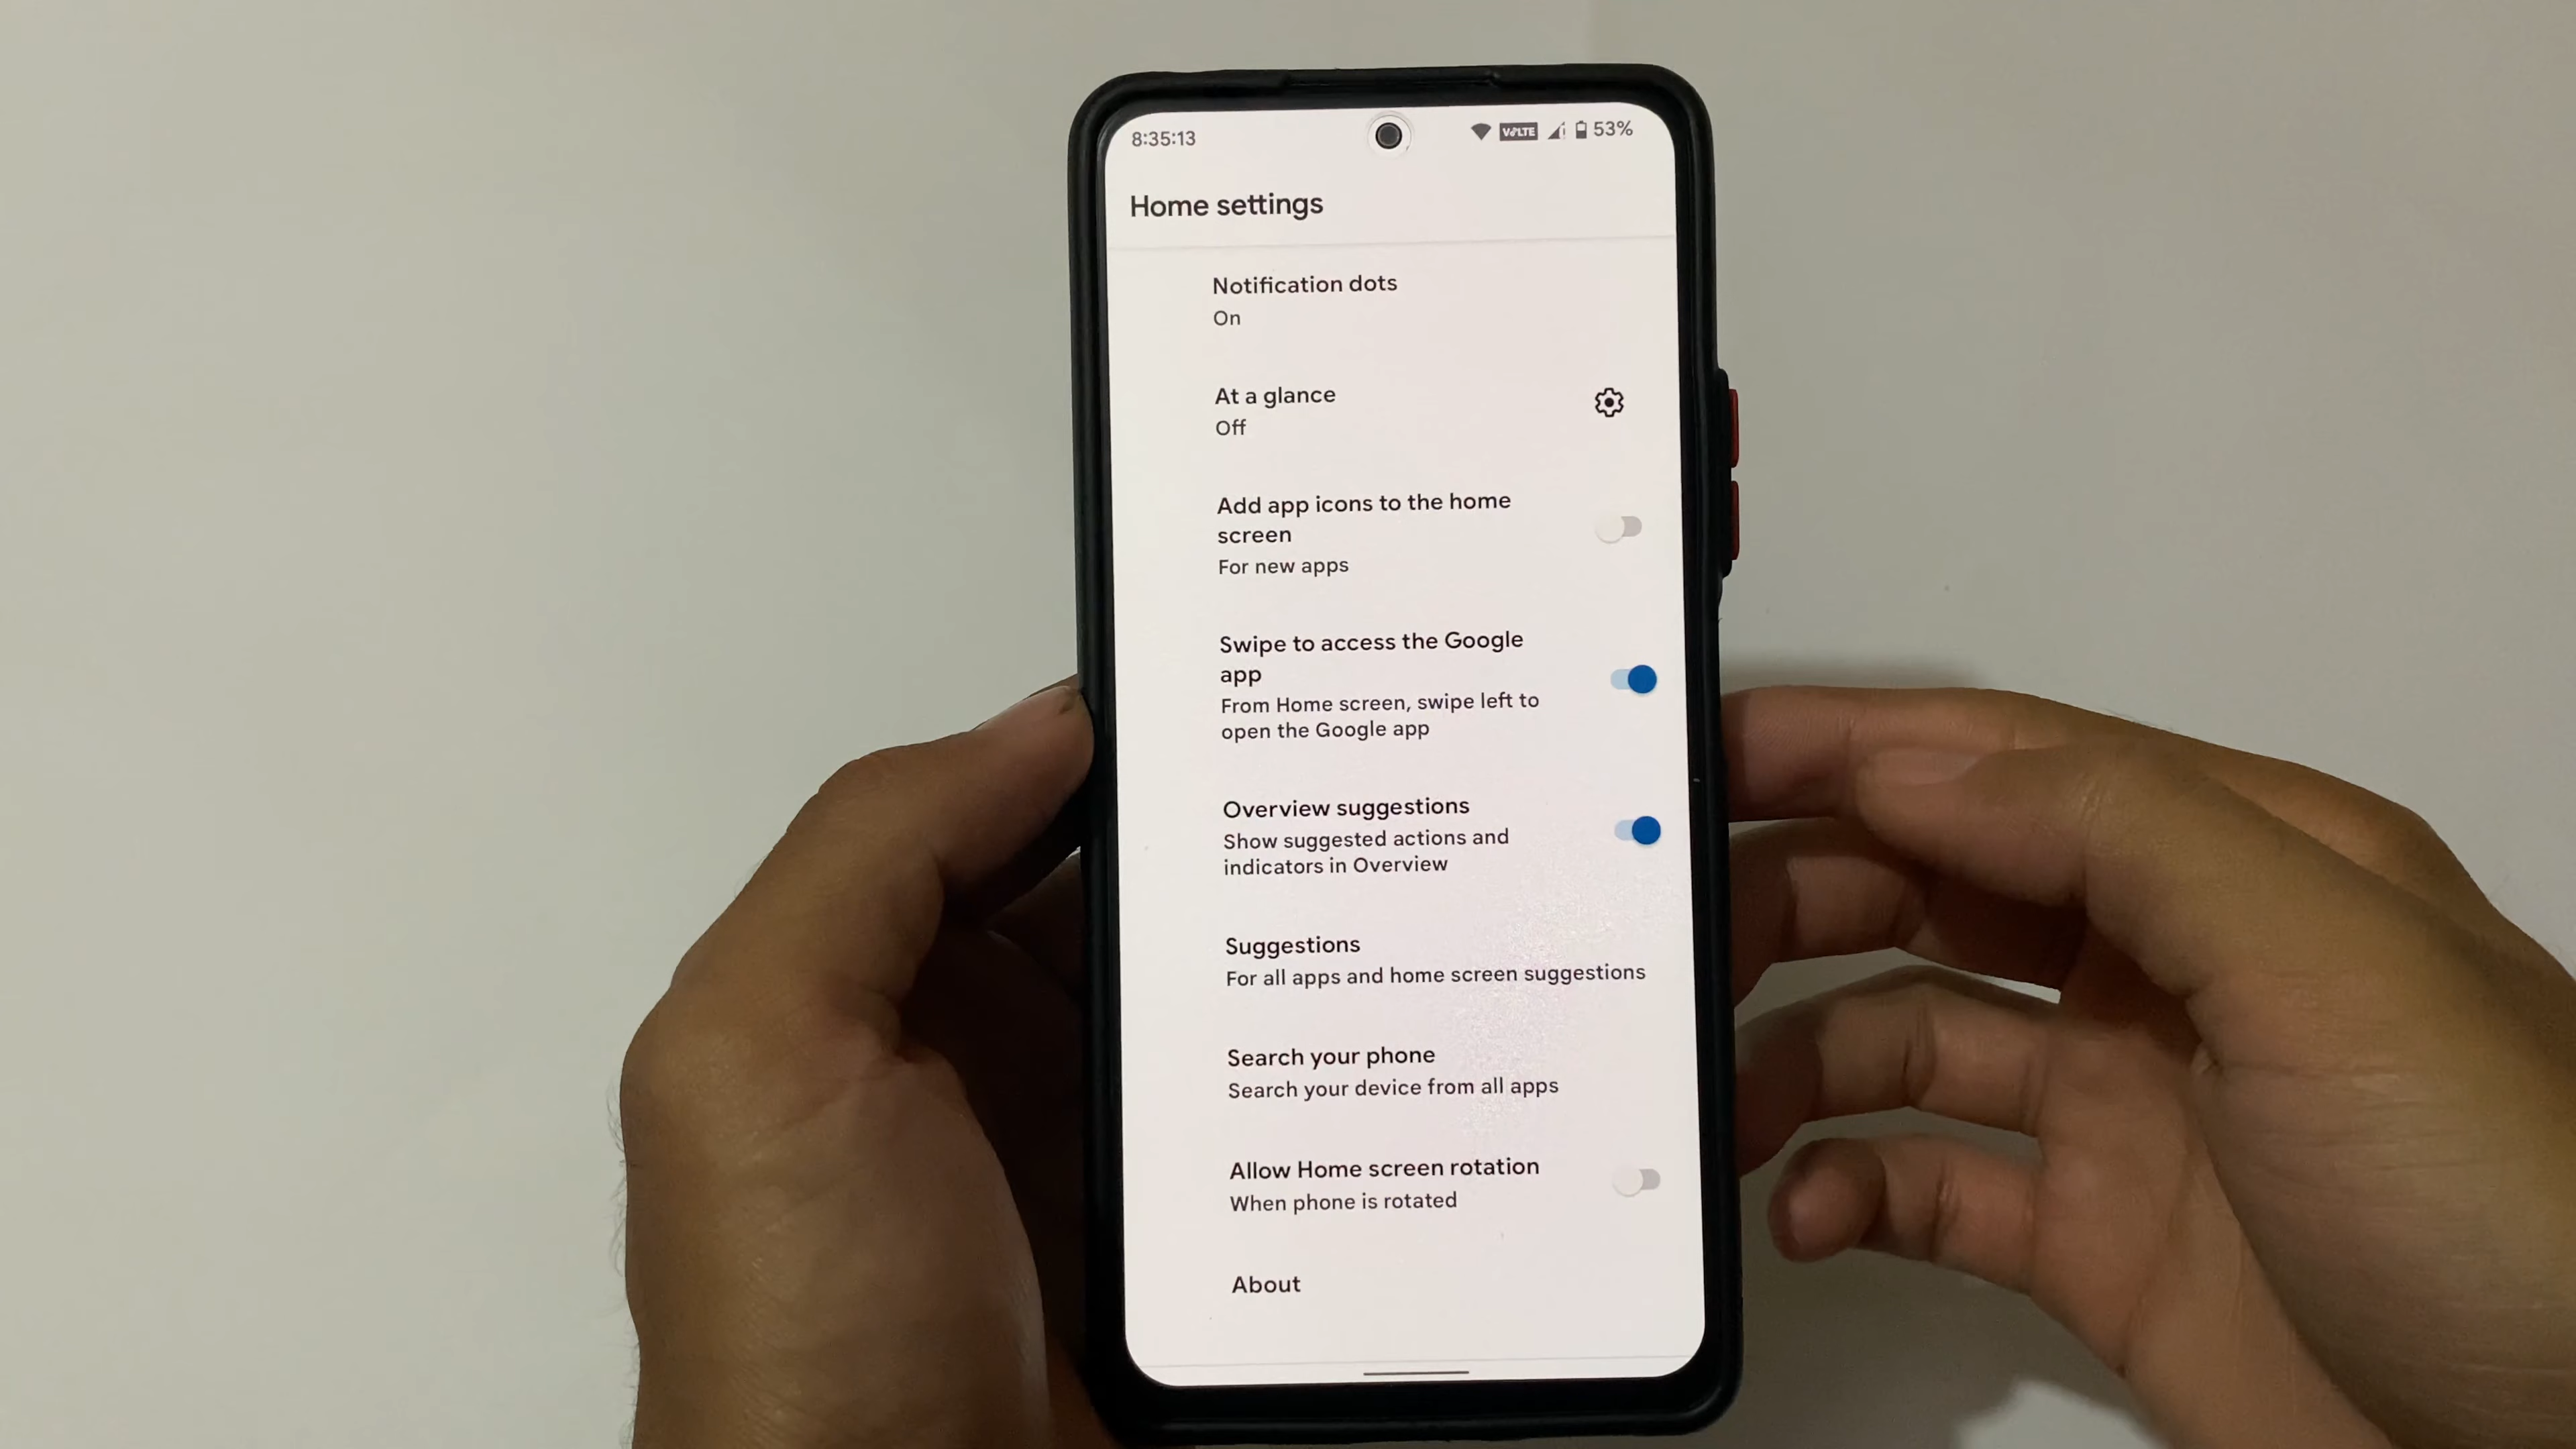 8:35:13
VoLTE
53%
Home settings
Notification dots
On
At a glance
Off
Add app icons to the home
screen
For new apps
Swipe to access the Google
app
From Home screen, swipe left to
open the Google app
Overview suggestions
Show suggested actions and
indicators in Overview
Suggestions
For all apps and home screen suggestions
Search your phone
Search your device from all apps
Allow Home screen rotation
When phone is rotated
About